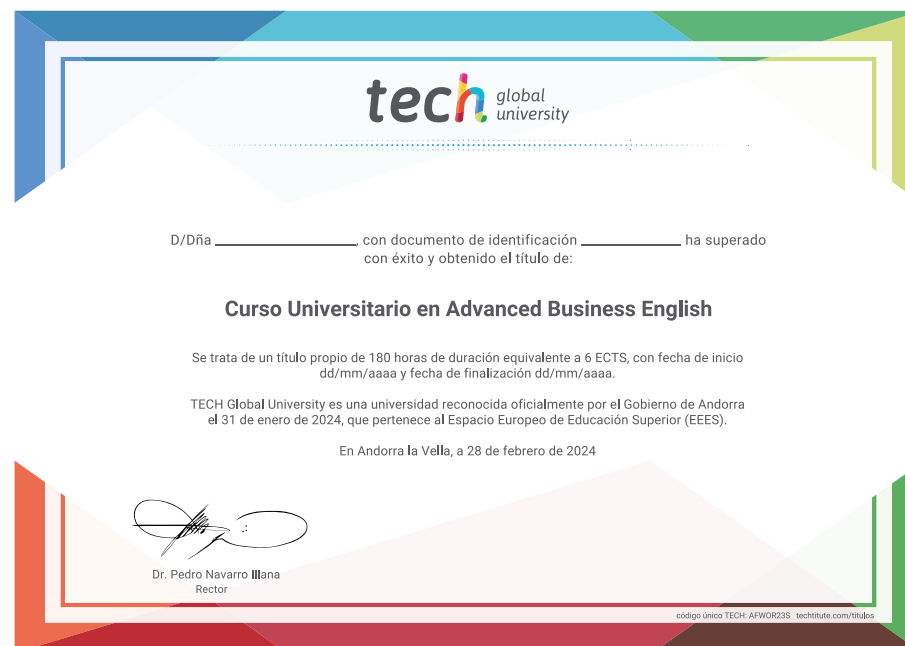 tech global university
D/Dña ____________, con documento de identificación ____________ ha superado
con éxito y obtenido el título de:
Curso Universitario en Advanced Business English
Se trata de un título propio de 180 horas de duración equivalente a 6 ECTS, con fecha de inicio
dd/mm/aaaa y fecha de finalización dd/mm/aaaa.
TECH Global University es una universidad reconocida oficialmente por el Gobierno de Andorra
el 31 de enero de 2024, que pertenece al Espacio Europeo de Educación Superior (EEES).
En Andorra la Vella, a 28 de febrero de 2024
Dr. Pedro Navarro Illana
Rector
código único TECH: AFWOR23S techtitute.com/titulos